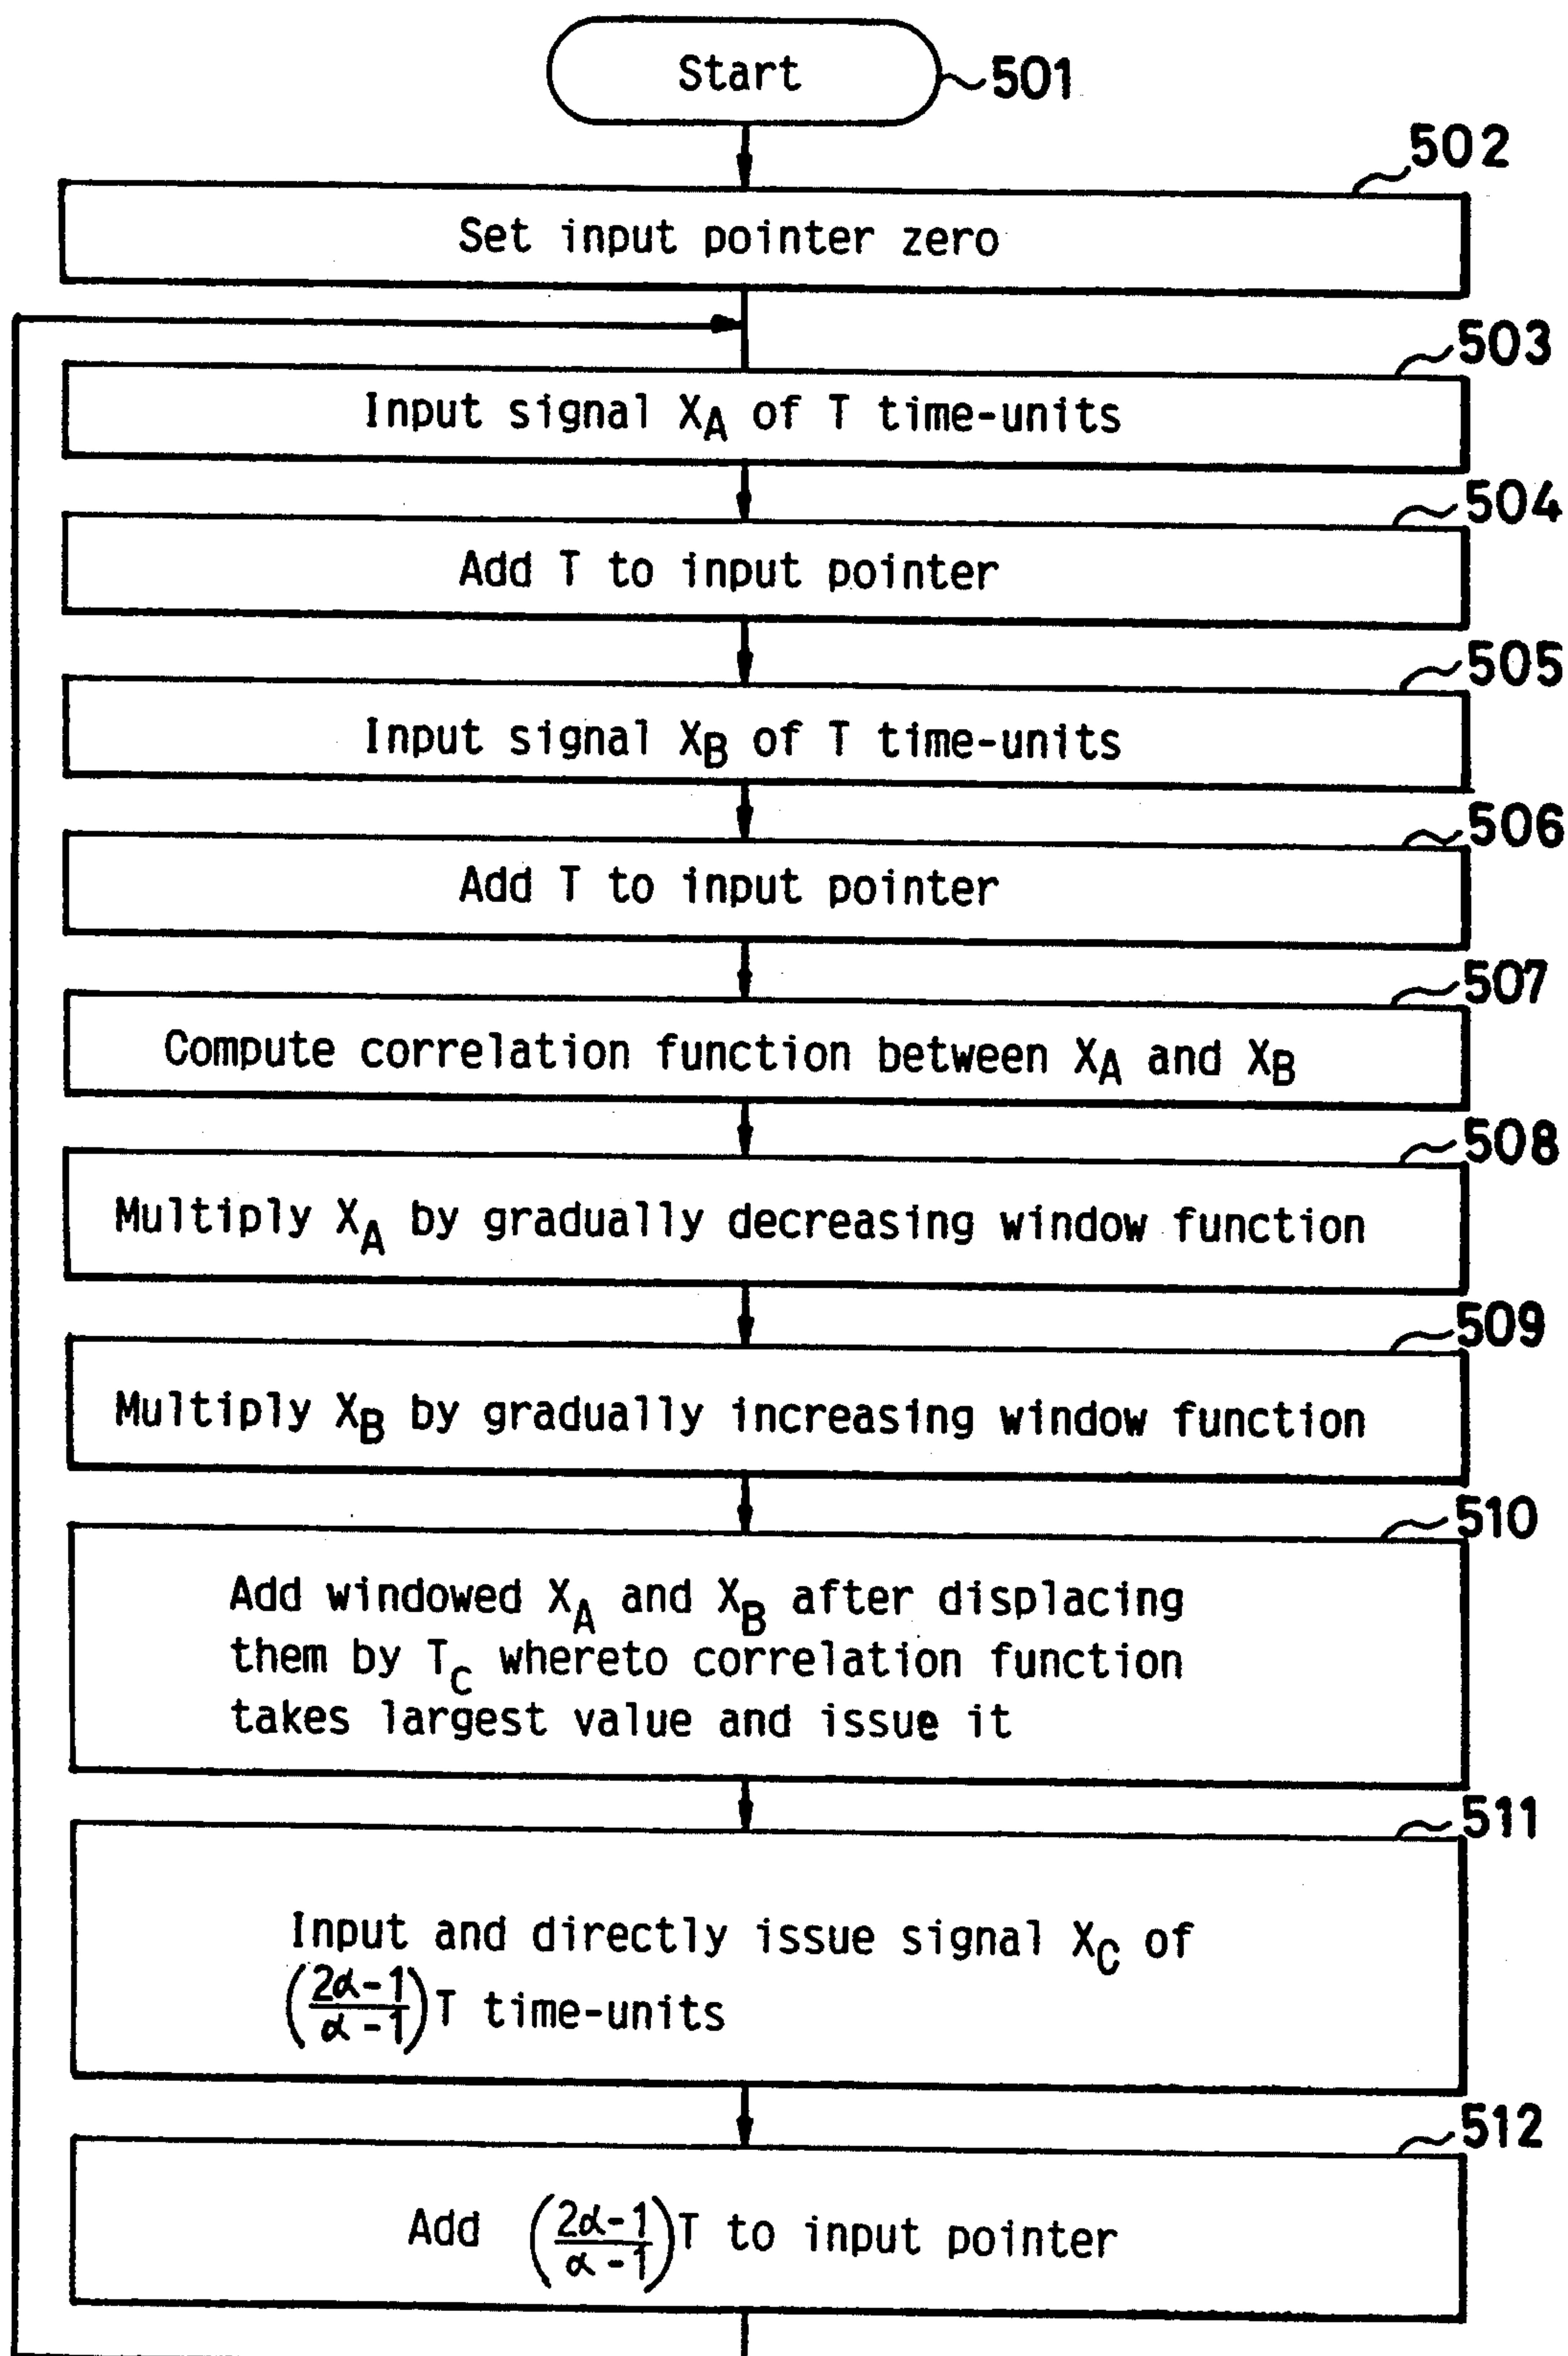 Start
501
502
Set input pointer zero
503
Input signal X_A of T time-units
504
Add T to input pointer
505
Input signal X_B of T time-units
506
Add T to input pointer
507
Compute correlation function between X_A and X_B
508
Multiply X_A by gradually decreasing window function
509
Multiply X_B by gradually increasing window function
510
Add windowed X_A and X_B after displacing
them by T_C whereto correlation function
takes largest value and issue it
511
Input and directly issue signal X_C of
((2α-1)/(α-1))T time-units
512
Add ((2α-1)/(α-1))T to input pointer